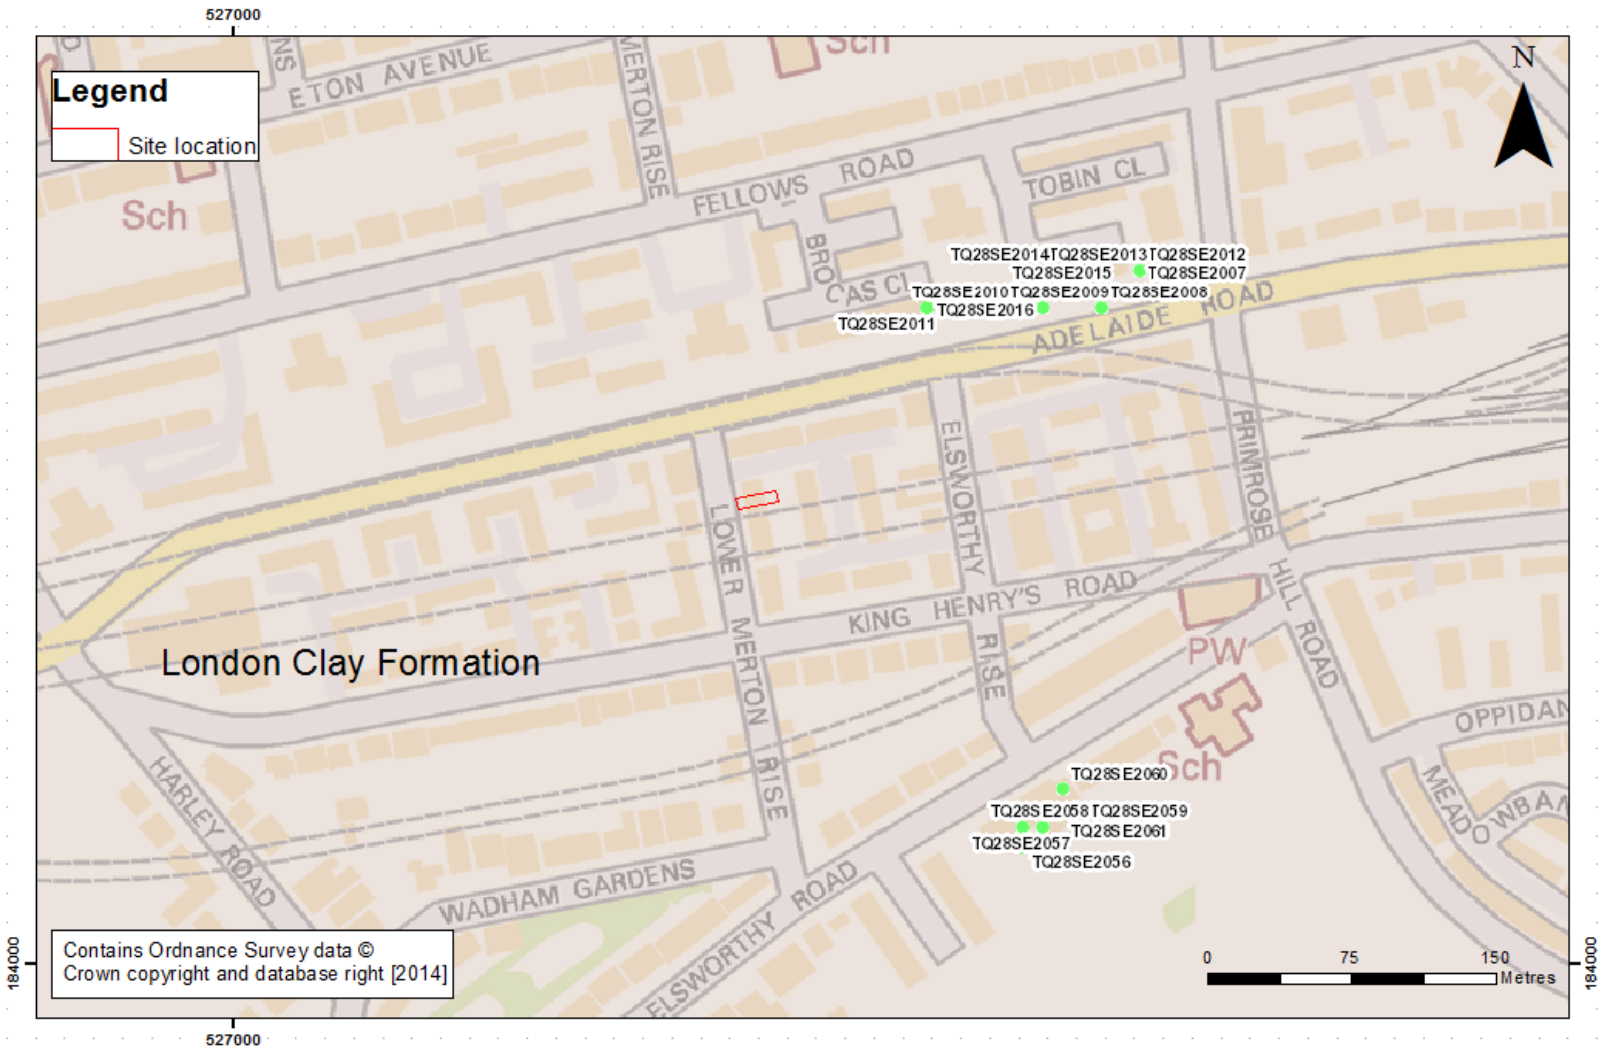 527000
Legend
Site location
ETON AVENUE
NS
D
MERTON RISE
Sch
N
Sch
FELLOWS ROAD
TOBIN CL
BRO
CAS CL
TQ28SE2014 TQ28SE2013 TQ28SE2012
TQ28SE2015 TQ28SE2007
TQ28SE2010 TQ28SE2009 TQ28SE2008
TQ28SE2016
TQ28SE2011
ADELAIDE ROAD
LOWER MERTON RISE
ELSWORTHY RISE
PRIMROSE HILL ROAD
KING HENRY'S ROAD
London Clay Formation
PW
Sch
OPPIDAN
MEADOWBAN
HARLEY ROAD
TQ28SE2060
TQ28SE2058 TQ28SE2059
TQ28SE2061
TQ28SE2057
TQ28SE2056
WADHAM GARDENS
ELSWORTHY ROAD
Contains Ordnance Survey data ©
Crown copyright and database right [2014]
184000
0 75 150
Metres
184000
527000